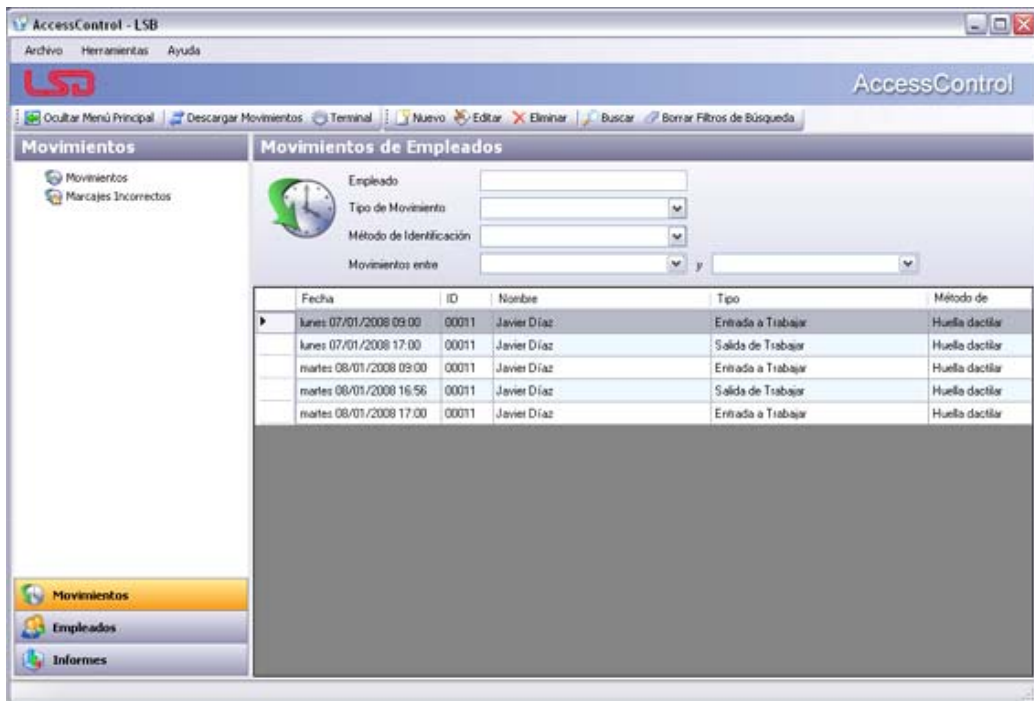 AccessControl - LSB
Archivo Herramientas Ayuda
LSB
AccessControl
Ocultar Menú Principal Descargar Movimientos Terminal Nuevo Editar Eliminar Buscar Borrar Filtros de Búsqueda
Movimientos
Movimientos
Marcajes Incorrectos
Movimientos de Empleados
Empleado
Tipo de Movimiento
Método de Identificación
Movimientos entre y
Fecha ID Nombre Tipo Método de
lunes 07/01/2008 09:00 00011 Javier Díaz Entrada a Trabajar Huella dactilar
lunes 07/01/2008 17:00 00011 Javier Díaz Salida de Trabajar Huella dactilar
martes 08/01/2008 09:00 00011 Javier Díaz Entrada a Trabajar Huella dactilar
martes 08/01/2008 16:56 00011 Javier Díaz Salida de Trabajar Huella dactilar
martes 08/01/2008 17:00 00011 Javier Díaz Entrada a Trabajar Huella dactilar
Movimientos
Empleados
Informes